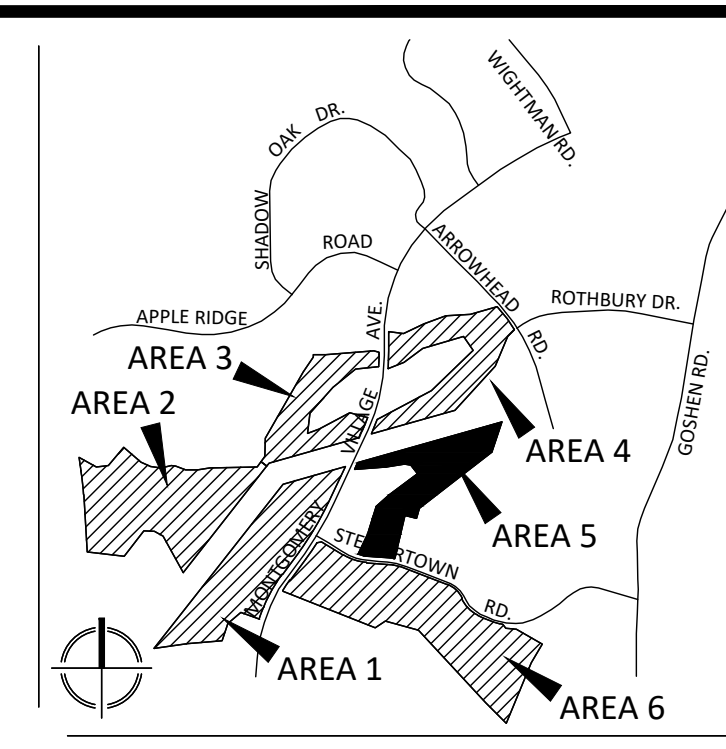 WIGHTMAN RD.
SHADOW OAK DR.
ARROWHEAD RD.
ROAD
ROTHBURY DR.
APPLE RIDGE
AREA 3
AREA 2
MONTGOMERY VILLAGE AVE.
GOSHEN RD.
AREA 4
AREA 5
RTOWN RD.
AREA 1
AREA 6